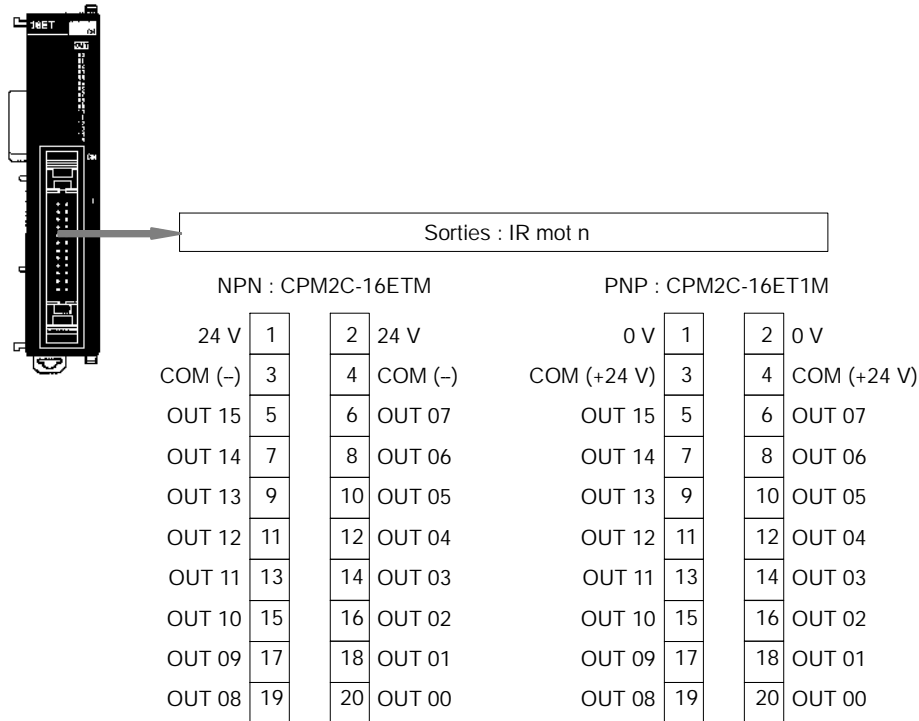 16ET
OUT
Sorties : IR mot n
NPN : CPM2C-16ETM PNP : CPM2C-16ET1M
24 V 1 2 24 V 0 V 1 2 0 V
COM (–) 3 4 COM (–) COM (+24 V) 3 4 COM (+24 V)
OUT 15 5 6 OUT 07 OUT 15 5 6 OUT 07
OUT 14 7 8 OUT 06 OUT 14 7 8 OUT 06
OUT 13 9 10 OUT 05 OUT 13 9 10 OUT 05
OUT 12 11 12 OUT 04 OUT 12 11 12 OUT 04
OUT 11 13 14 OUT 03 OUT 11 13 14 OUT 03
OUT 10 15 16 OUT 02 OUT 10 15 16 OUT 02
OUT 09 17 18 OUT 01 OUT 09 17 18 OUT 01
OUT 08 19 20 OUT 00 OUT 08 19 20 OUT 00